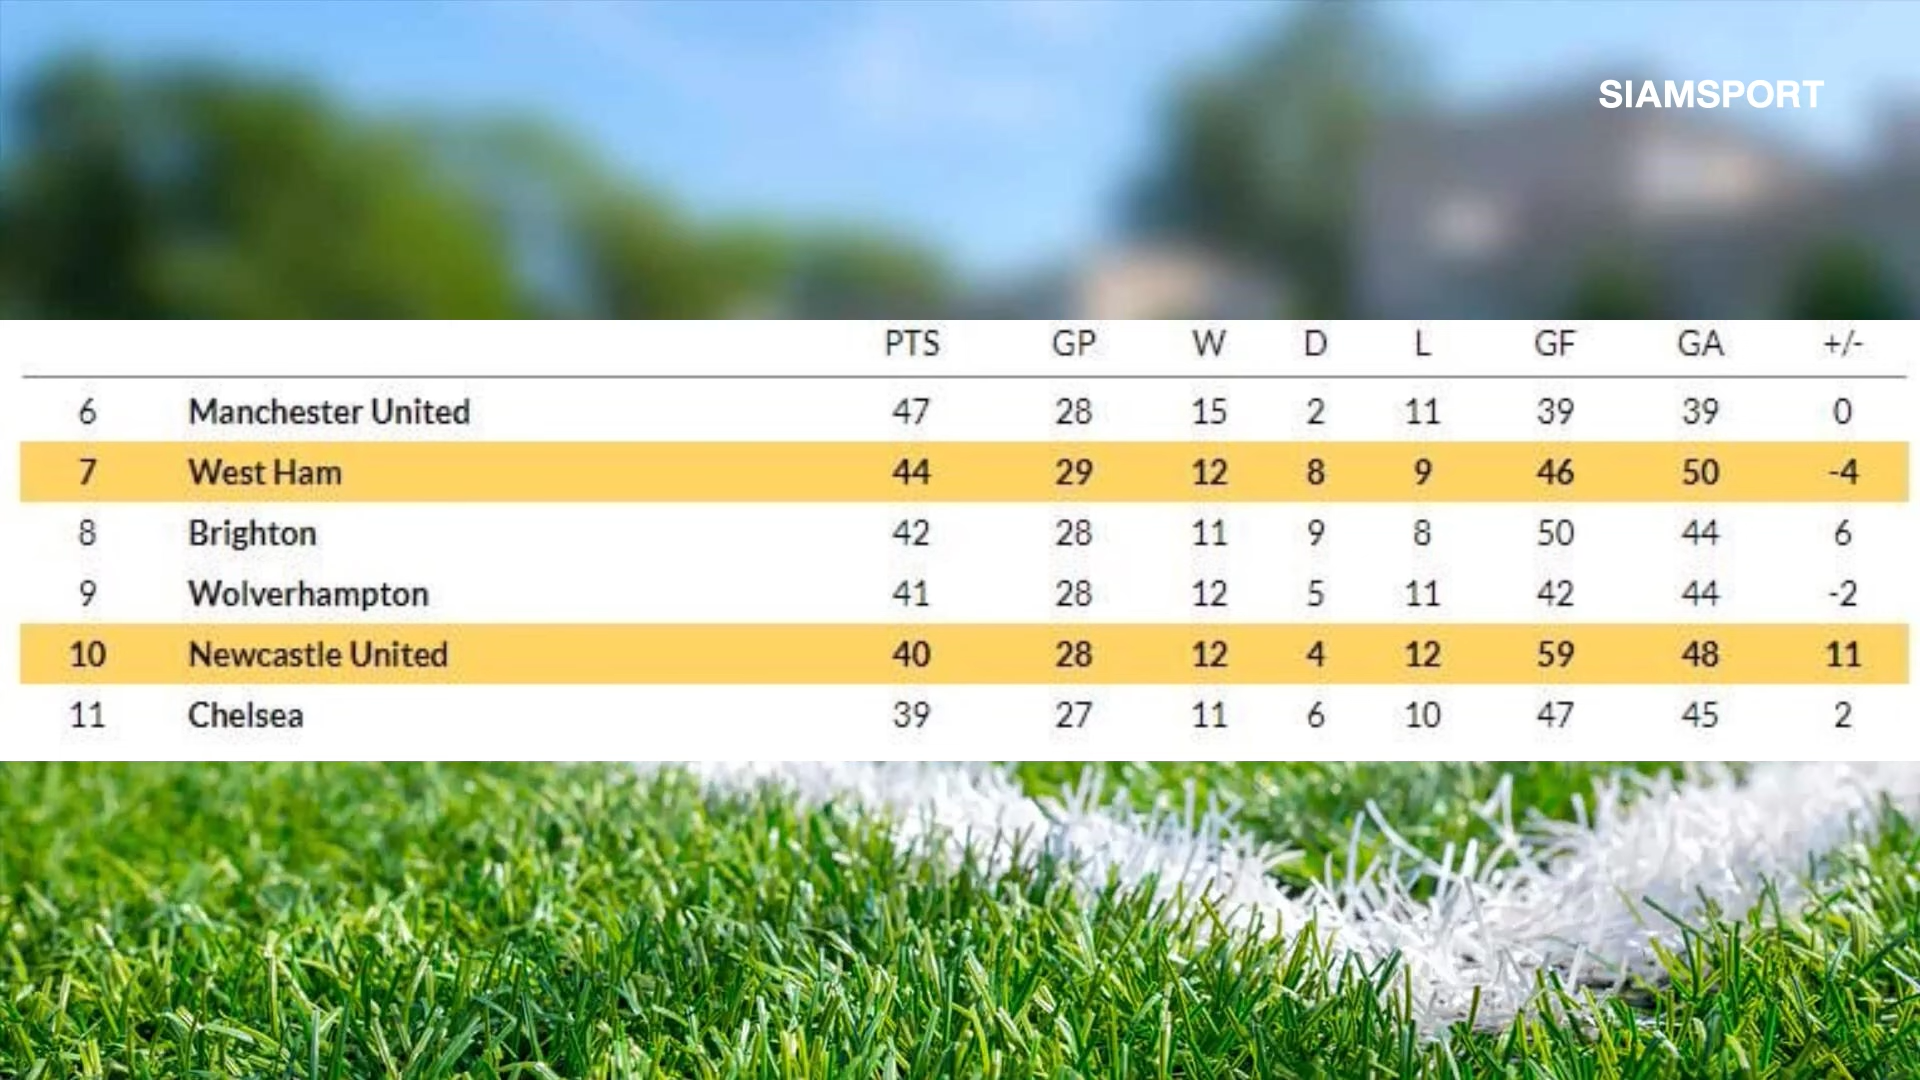 SIAMSPORT
PTS GP W D L GF GA +/-
6 Manchester United 47 28 15 2 11 39 39 0
7 West Ham 44 29 12 8 9 46 50 -4
8 Brighton 42 28 11 9 8 50 44 6
9 Wolverhampton 41 28 12 5 11 42 44 -2
10 Newcastle United 40 28 12 4 12 59 48 11
11 Chelsea 39 27 11 6 10 47 45 2